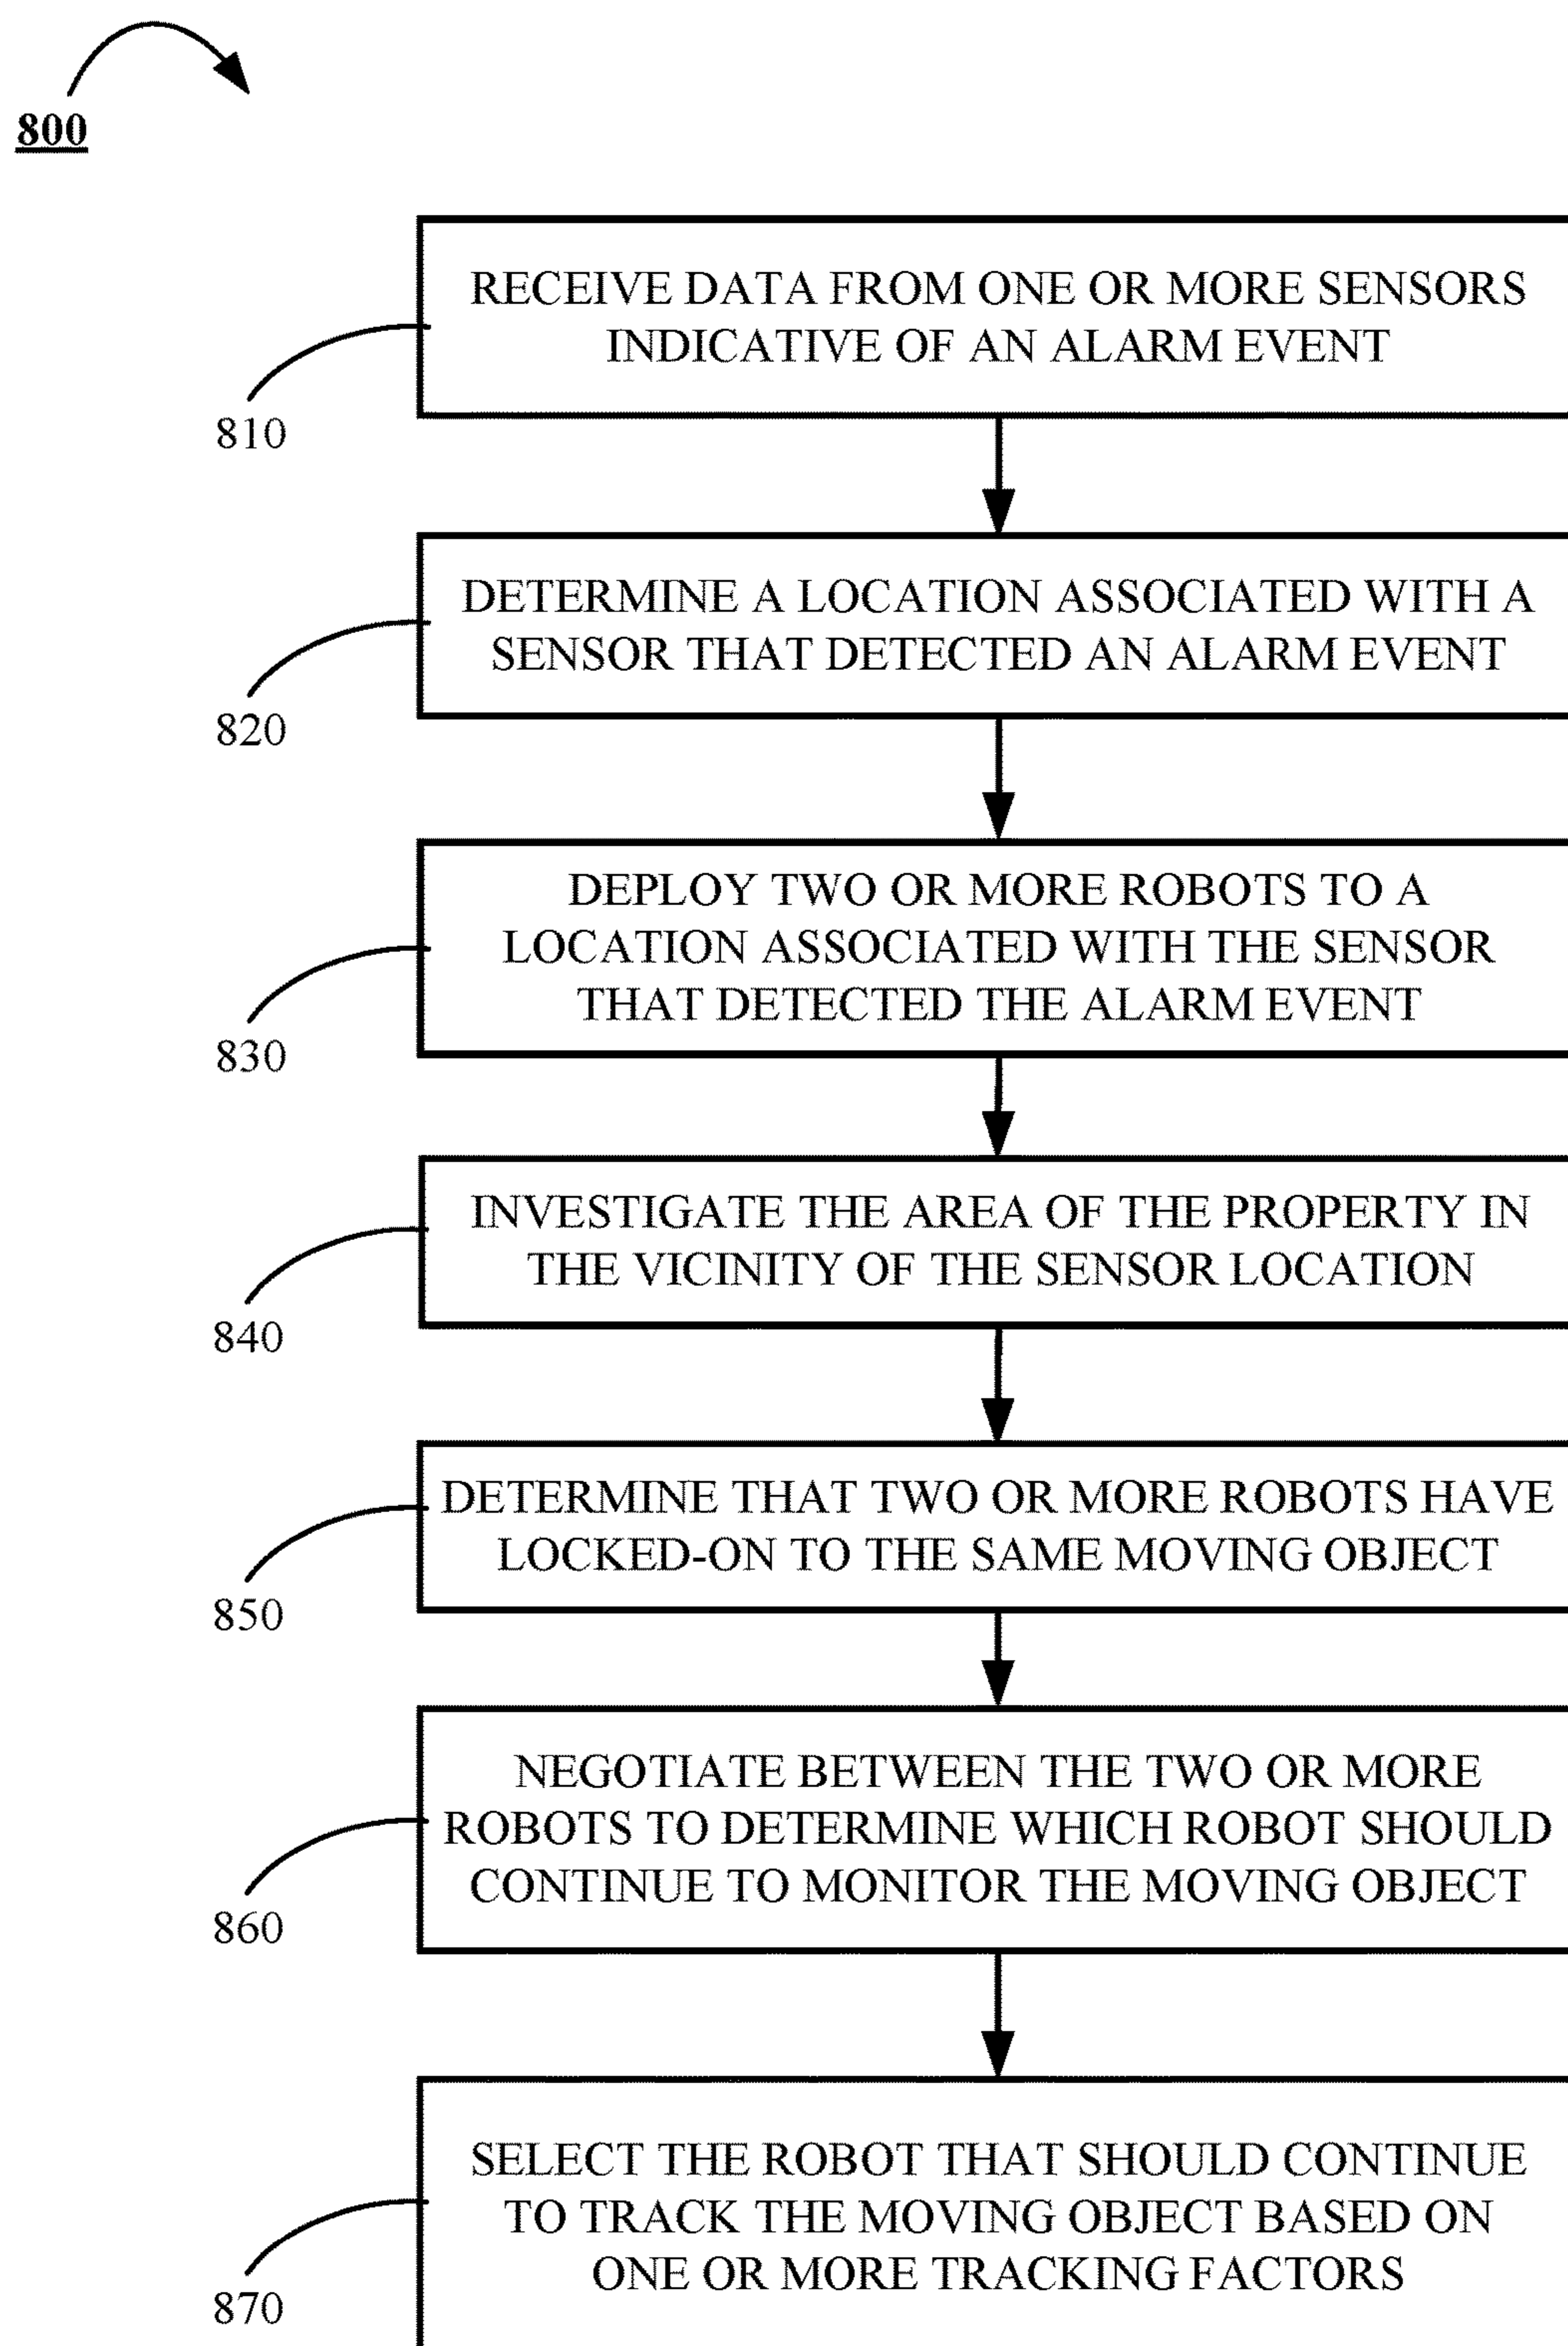 800
RECEIVE DATA FROM ONE OR MORE SENSORS
INDICATIVE OF AN ALARM EVENT
810
DETERMINE A LOCATION ASSOCIATED WITH A
SENSOR THAT DETECTED AN ALARM EVENT
820
DEPLOY TWO OR MORE ROBOTS TO A
LOCATION ASSOCIATED WITH THE SENSOR
THAT DETECTED THE ALARM EVENT
830
INVESTIGATE THE AREA OF THE PROPERTY IN
THE VICINITY OF THE SENSOR LOCATION
840
DETERMINE THAT TWO OR MORE ROBOTS HAVE
LOCKED-ON TO THE SAME MOVING OBJECT
850
NEGOTIATE BETWEEN THE TWO OR MORE
ROBOTS TO DETERMINE WHICH ROBOT SHOULD
CONTINUE TO MONITOR THE MOVING OBJECT
860
SELECT THE ROBOT THAT SHOULD CONTINUE
TO TRACK THE MOVING OBJECT BASED ON
ONE OR MORE TRACKING FACTORS
870